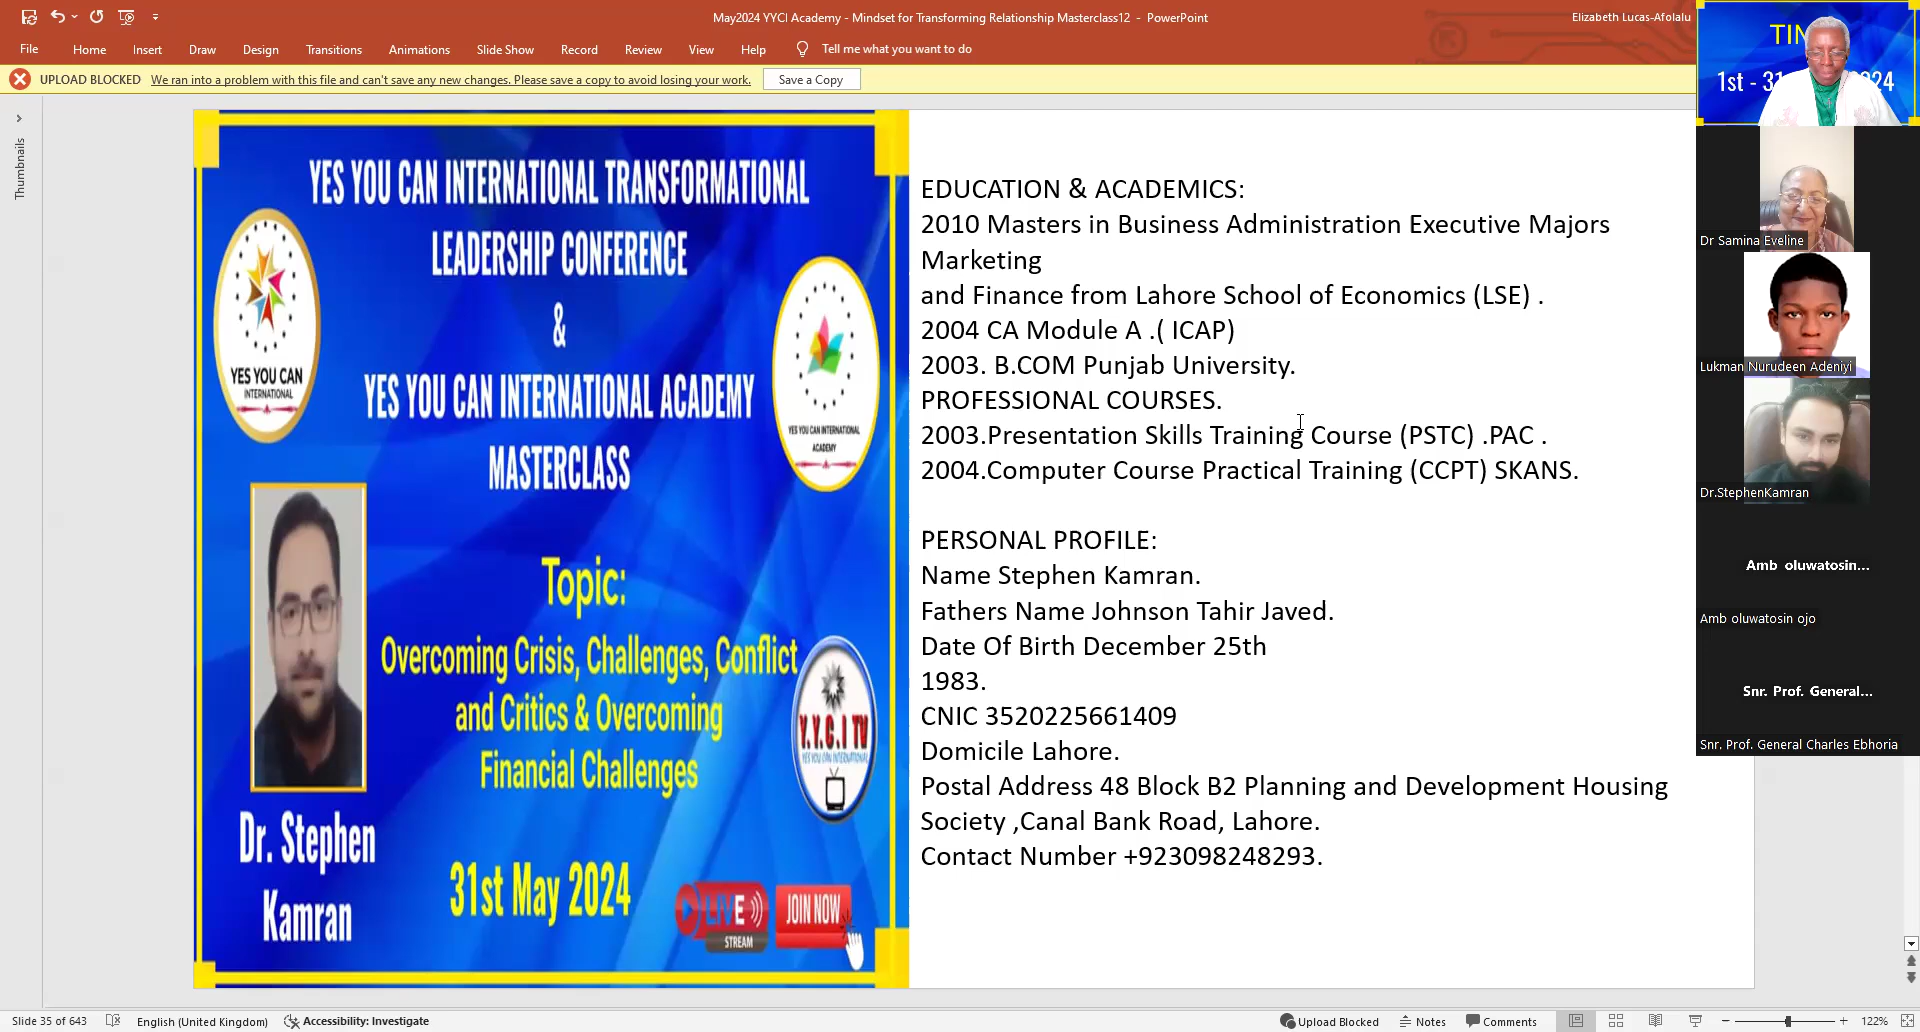 May2024 YYCI Academy - Mindset for Transforming Relationship Masterclass12 - PowerPoint
Elizabeth Lucas-Afolalu
File Home Insert Draw Design Transitions Animations Slide Show Record Review View Help Tell me what you want to do
UPLOAD BLOCKED We ran into a problem with this file and can't save any new changes. Please save a copy to avoid losing your work. Save a Copy
Thumbnails
YES YOU CAN INTERNATIONAL TRANSFORMATIONAL
LEADERSHIP CONFERENCE
&
YES YOU CAN INTERNATIONAL ACADEMY
MASTERCLASS
YES YOU CAN
INTERNATIONAL
YES YOU CAN INTERNATIONAL
ACADEMY
Topic:
Overcoming Crisis, Challenges, Conflict
and Critics & Overcoming
Financial Challenges
Y.Y.C.I TV
YES YOU CAN INTERNATIONAL
Dr. Stephen
Kamran
31st May 2024
LIVE
STREAM
JOIN NOW
EDUCATION & ACADEMICS:
2010 Masters in Business Administration Executive Majors
Marketing
and Finance from Lahore School of Economics (LSE) .
2004 CA Module A .( ICAP)
2003. B.COM Punjab University.
PROFESSIONAL COURSES.
2003.Presentation Skills Training Course (PSTC) .PAC .
2004.Computer Course Practical Training (CCPT) SKANS.
PERSONAL PROFILE:
Name Stephen Kamran.
Fathers Name Johnson Tahir Javed.
Date Of Birth December 25th
1983.
CNIC 3520225661409
Domicile Lahore.
Postal Address 48 Block B2 Planning and Development Housing
Society ,Canal Bank Road, Lahore.
Contact Number +923098248293.
1st - 31
24
Dr Samina Eveline
Lukman Nurudeen Adeniyi
Dr.StephenKamran
Amb oluwatosin...
Amb oluwatosin ojo
Snr. Prof. General...
Snr. Prof. General Charles Ebhoria
Slide 35 of 643 English (United Kingdom) Accessibility: Investigate
Upload Blocked Notes Comments 122%